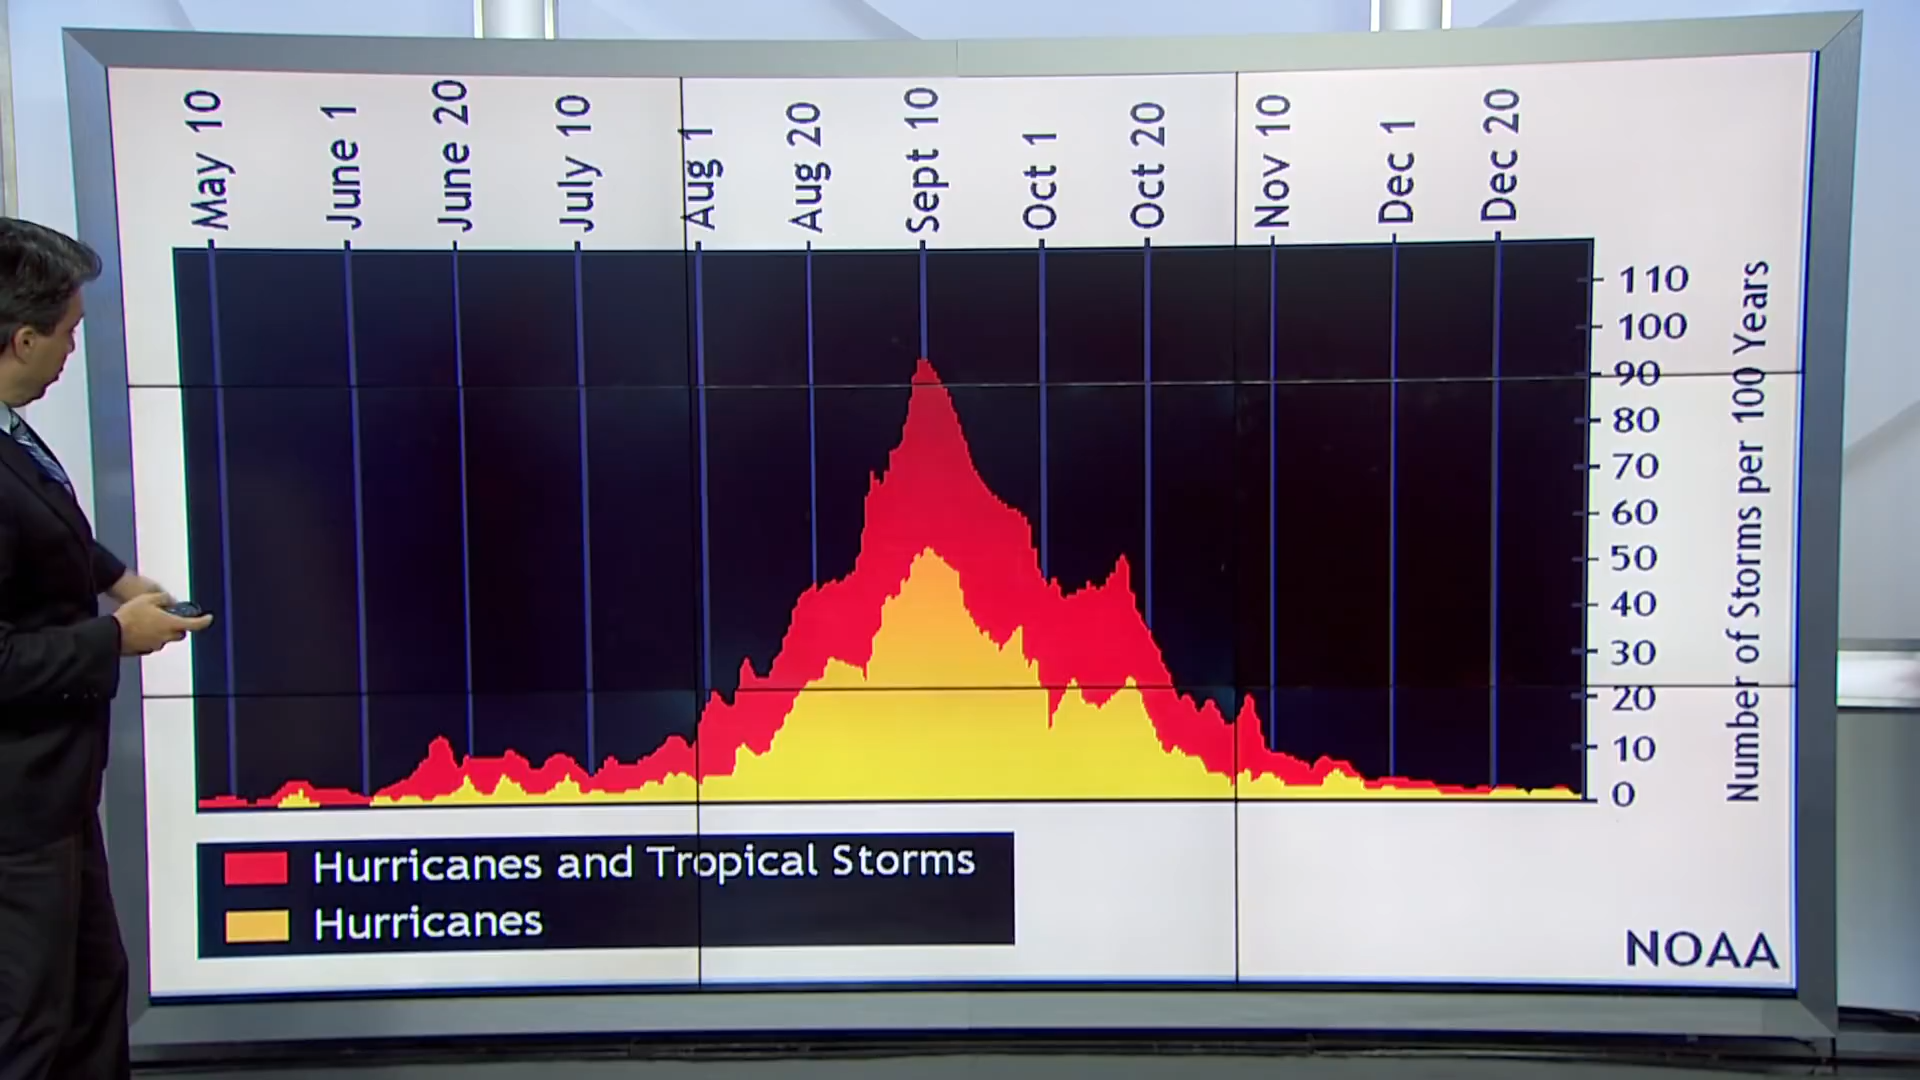 May 10
June 1
June 20
July 10
Aug 1
Aug 20
Sept 10
Oct 1
Oct 20
Nov 10
Dec 1
Dec 20
110
100
90
80
70
60
50
40
30
20
10
0
Number of Storms per 100 Years
Hurricanes and Tropical Storms
Hurricanes
NOAA